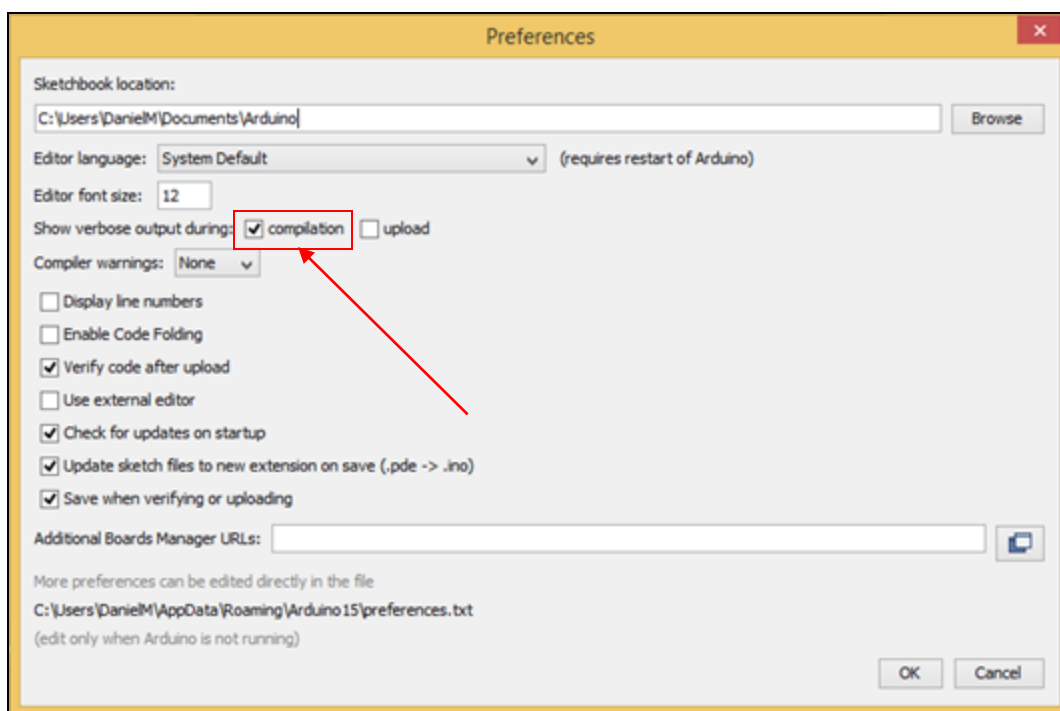 Preferences
Sketchbook location:
C:\Users\DanielM\Documents\Arduino
Browse
Editor language: System Default (requires restart of Arduino)
Editor font size: 12
Show verbose output during: compilation upload
Compiler warnings: None
Display line numbers
Enable Code Folding
Verify code after upload
Use external editor
Check for updates on startup
Update sketch files to new extension on save (.pde -> .ino)
Save when verifying or uploading
Additional Boards Manager URLs:
More preferences can be edited directly in the file
C:\Users\DanielM\AppData\Roaming\Arduino15\preferences.txt
(edit only when Arduino is not running)
OK Cancel